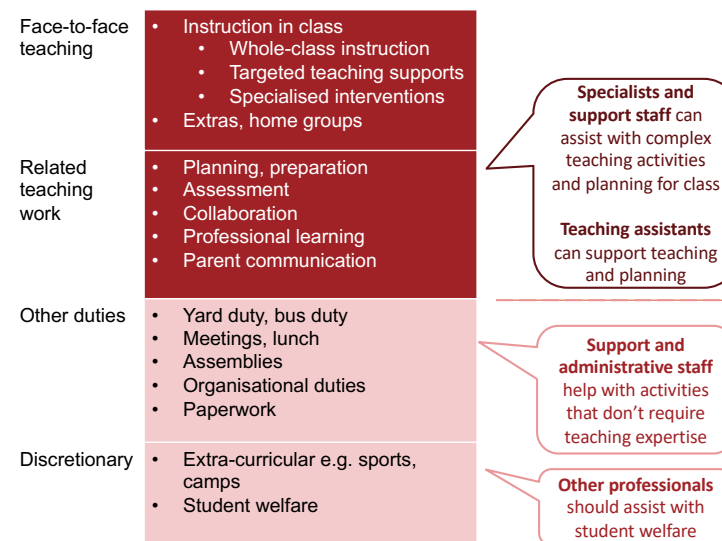 Face-to-face
teaching
• Instruction in class
• Whole-class instruction
• Targeted teaching supports
• Specialised interventions
• Extras, home groups
Related
teaching
work
• Planning, preparation
• Assessment
• Collaboration
• Professional learning
• Parent communication
Specialists and
support staff can
assist with complex
teaching activities
and planning for class
Teaching assistants
can support teaching
and planning
Other duties
• Yard duty, bus duty
• Meetings, lunch
• Assemblies
• Organisational duties
• Paperwork
Support and
administrative staff
help with activities
that don’t require
teaching expertise
Discretionary
• Extra-curricular e.g. sports,
camps
• Student welfare
Other professionals
should assist with
student welfare